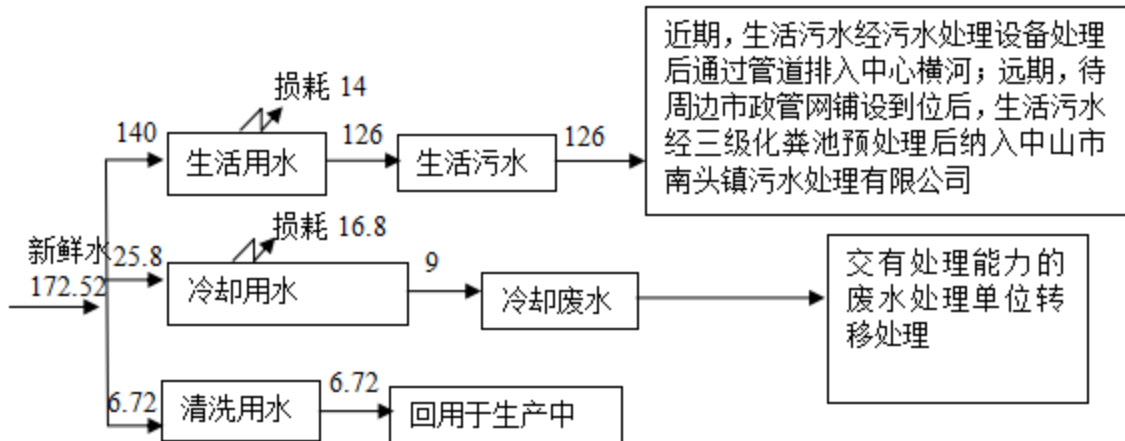 损耗 14
140
生活用水
126
生活污水
126
近期，生活污水经污水处理设备处理
后通过管道排入中心横河；远期，待
周边市政管网铺设到位后，生活污水
经三级化粪池预处理后纳入中山市
南头镇污水处理有限公司
新鲜水
172.52
损耗 16.8
25.8
冷却用水
9
冷却废水
交有处理能力的
废水处理单位转
移处理
6.72
清洗用水
6.72
回用于生产中